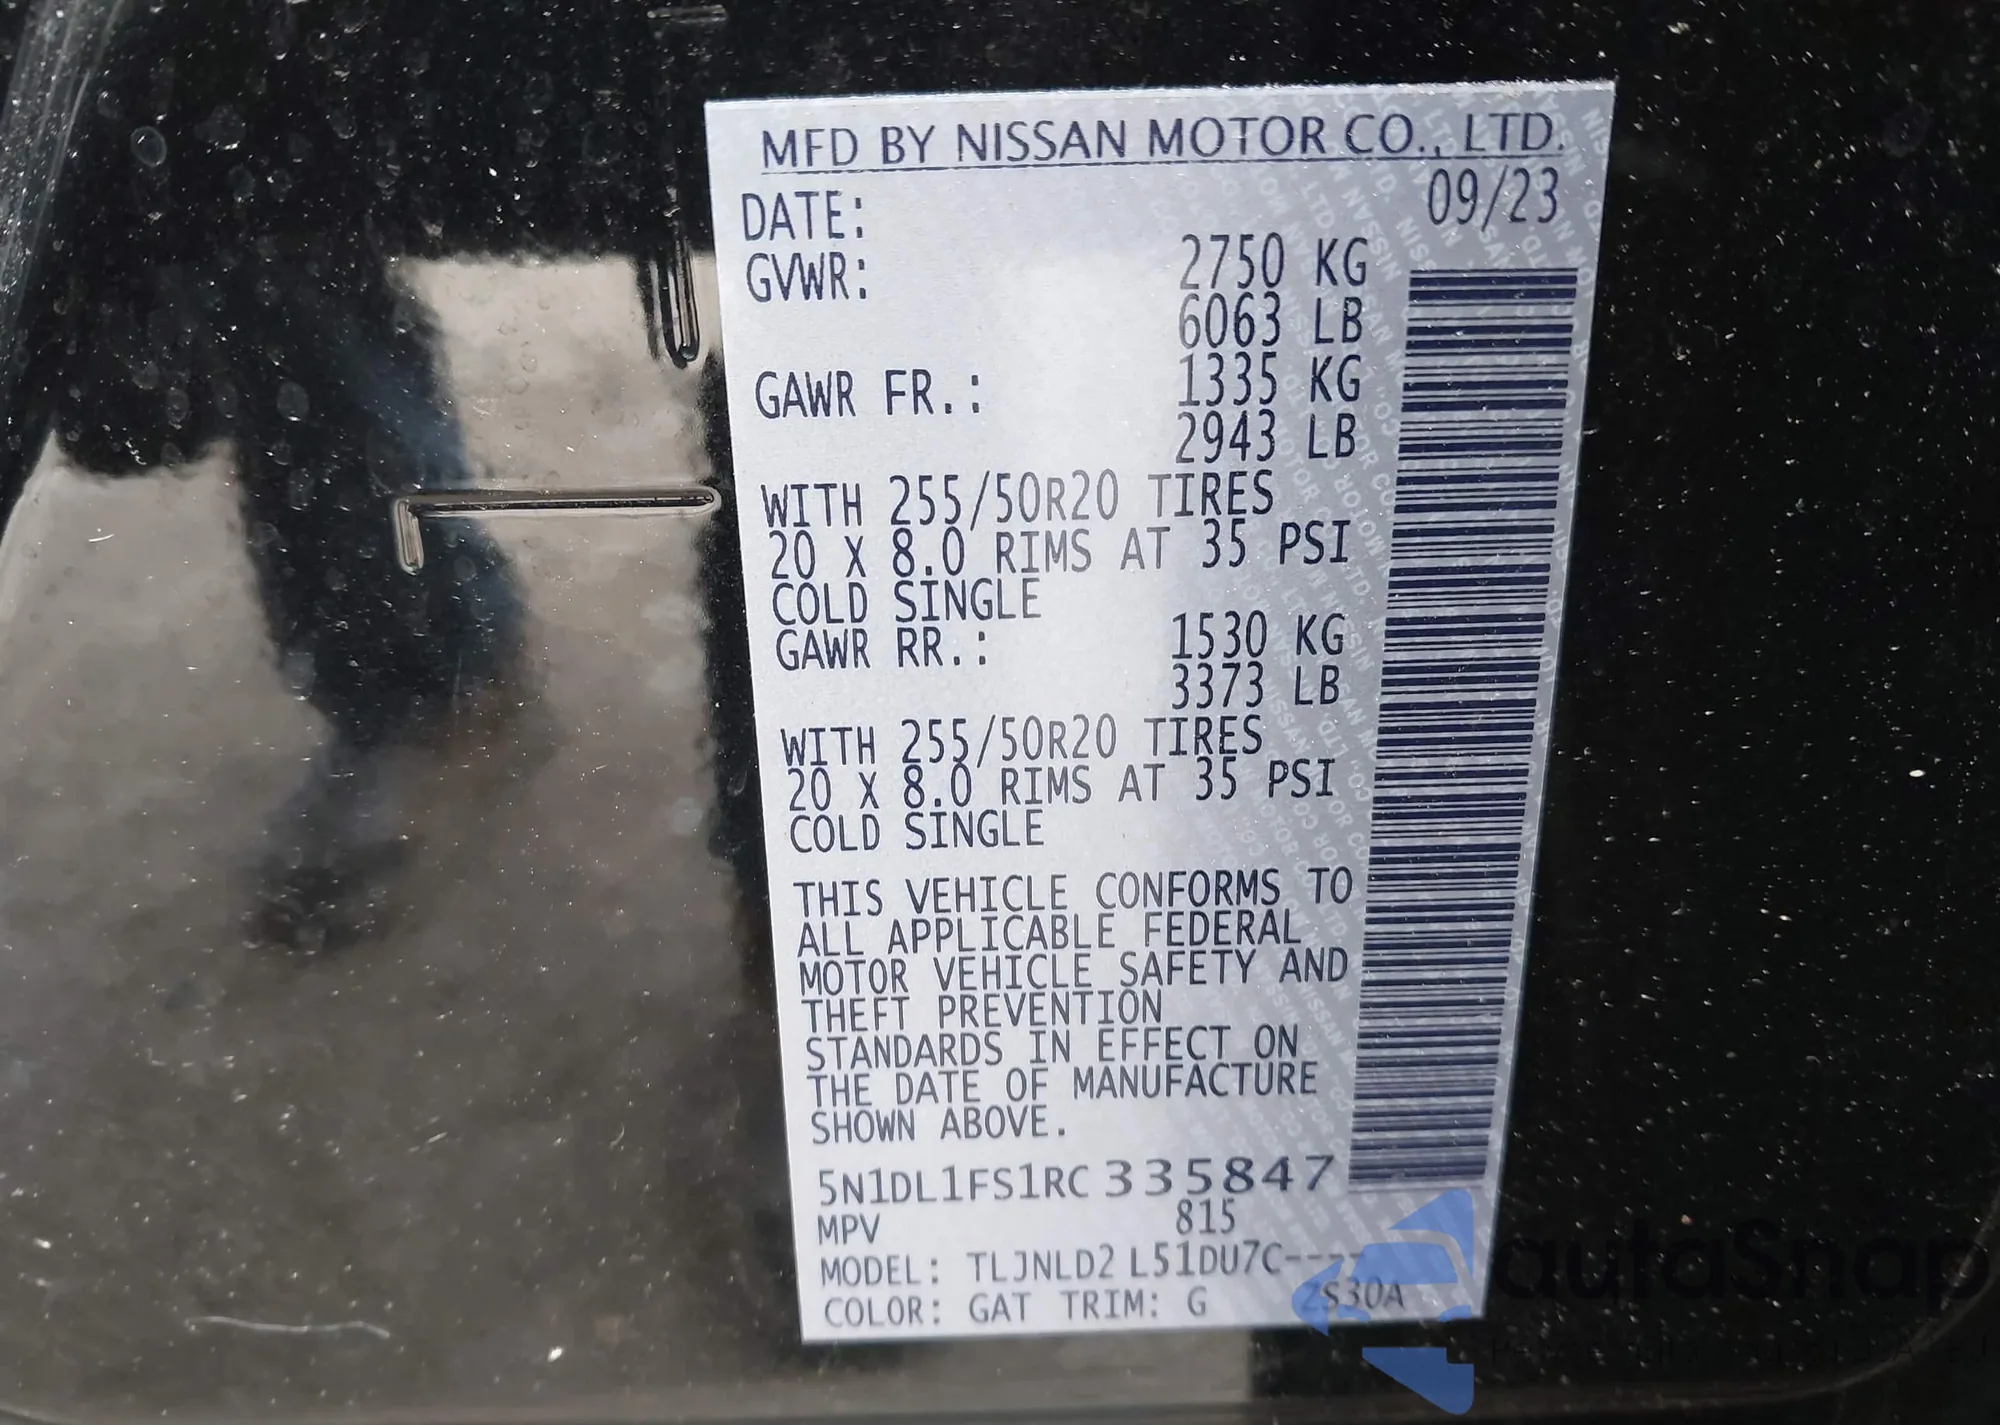 MFD BY NISSAN MOTOR CO., LTD.
DATE: 09/23
GVWR: 2750 KG
6063 LB
GAWR FR.: 1335 KG
2943 LB
WITH 255/50R20 TIRES
20 X 8.0 RIMS AT 35 PSI
COLD SINGLE
GAWR RR.: 1530 KG
3373 LB
WITH 255/50R20 TIRES
20 X 8.0 RIMS AT 35 PSI
COLD SINGLE
THIS VEHICLE CONFORMS TO
ALL APPLICABLE FEDERAL
MOTOR VEHICLE SAFETY AND
THEFT PREVENTION
STANDARDS IN EFFECT ON
THE DATE OF MANUFACTURE
SHOWN ABOVE.
5N1DL1FS1RC335847
MPV 815
MODEL: TLJNLD2 L51DU7C----
COLOR: GAT TRIM: G 2S30A
autaSnap